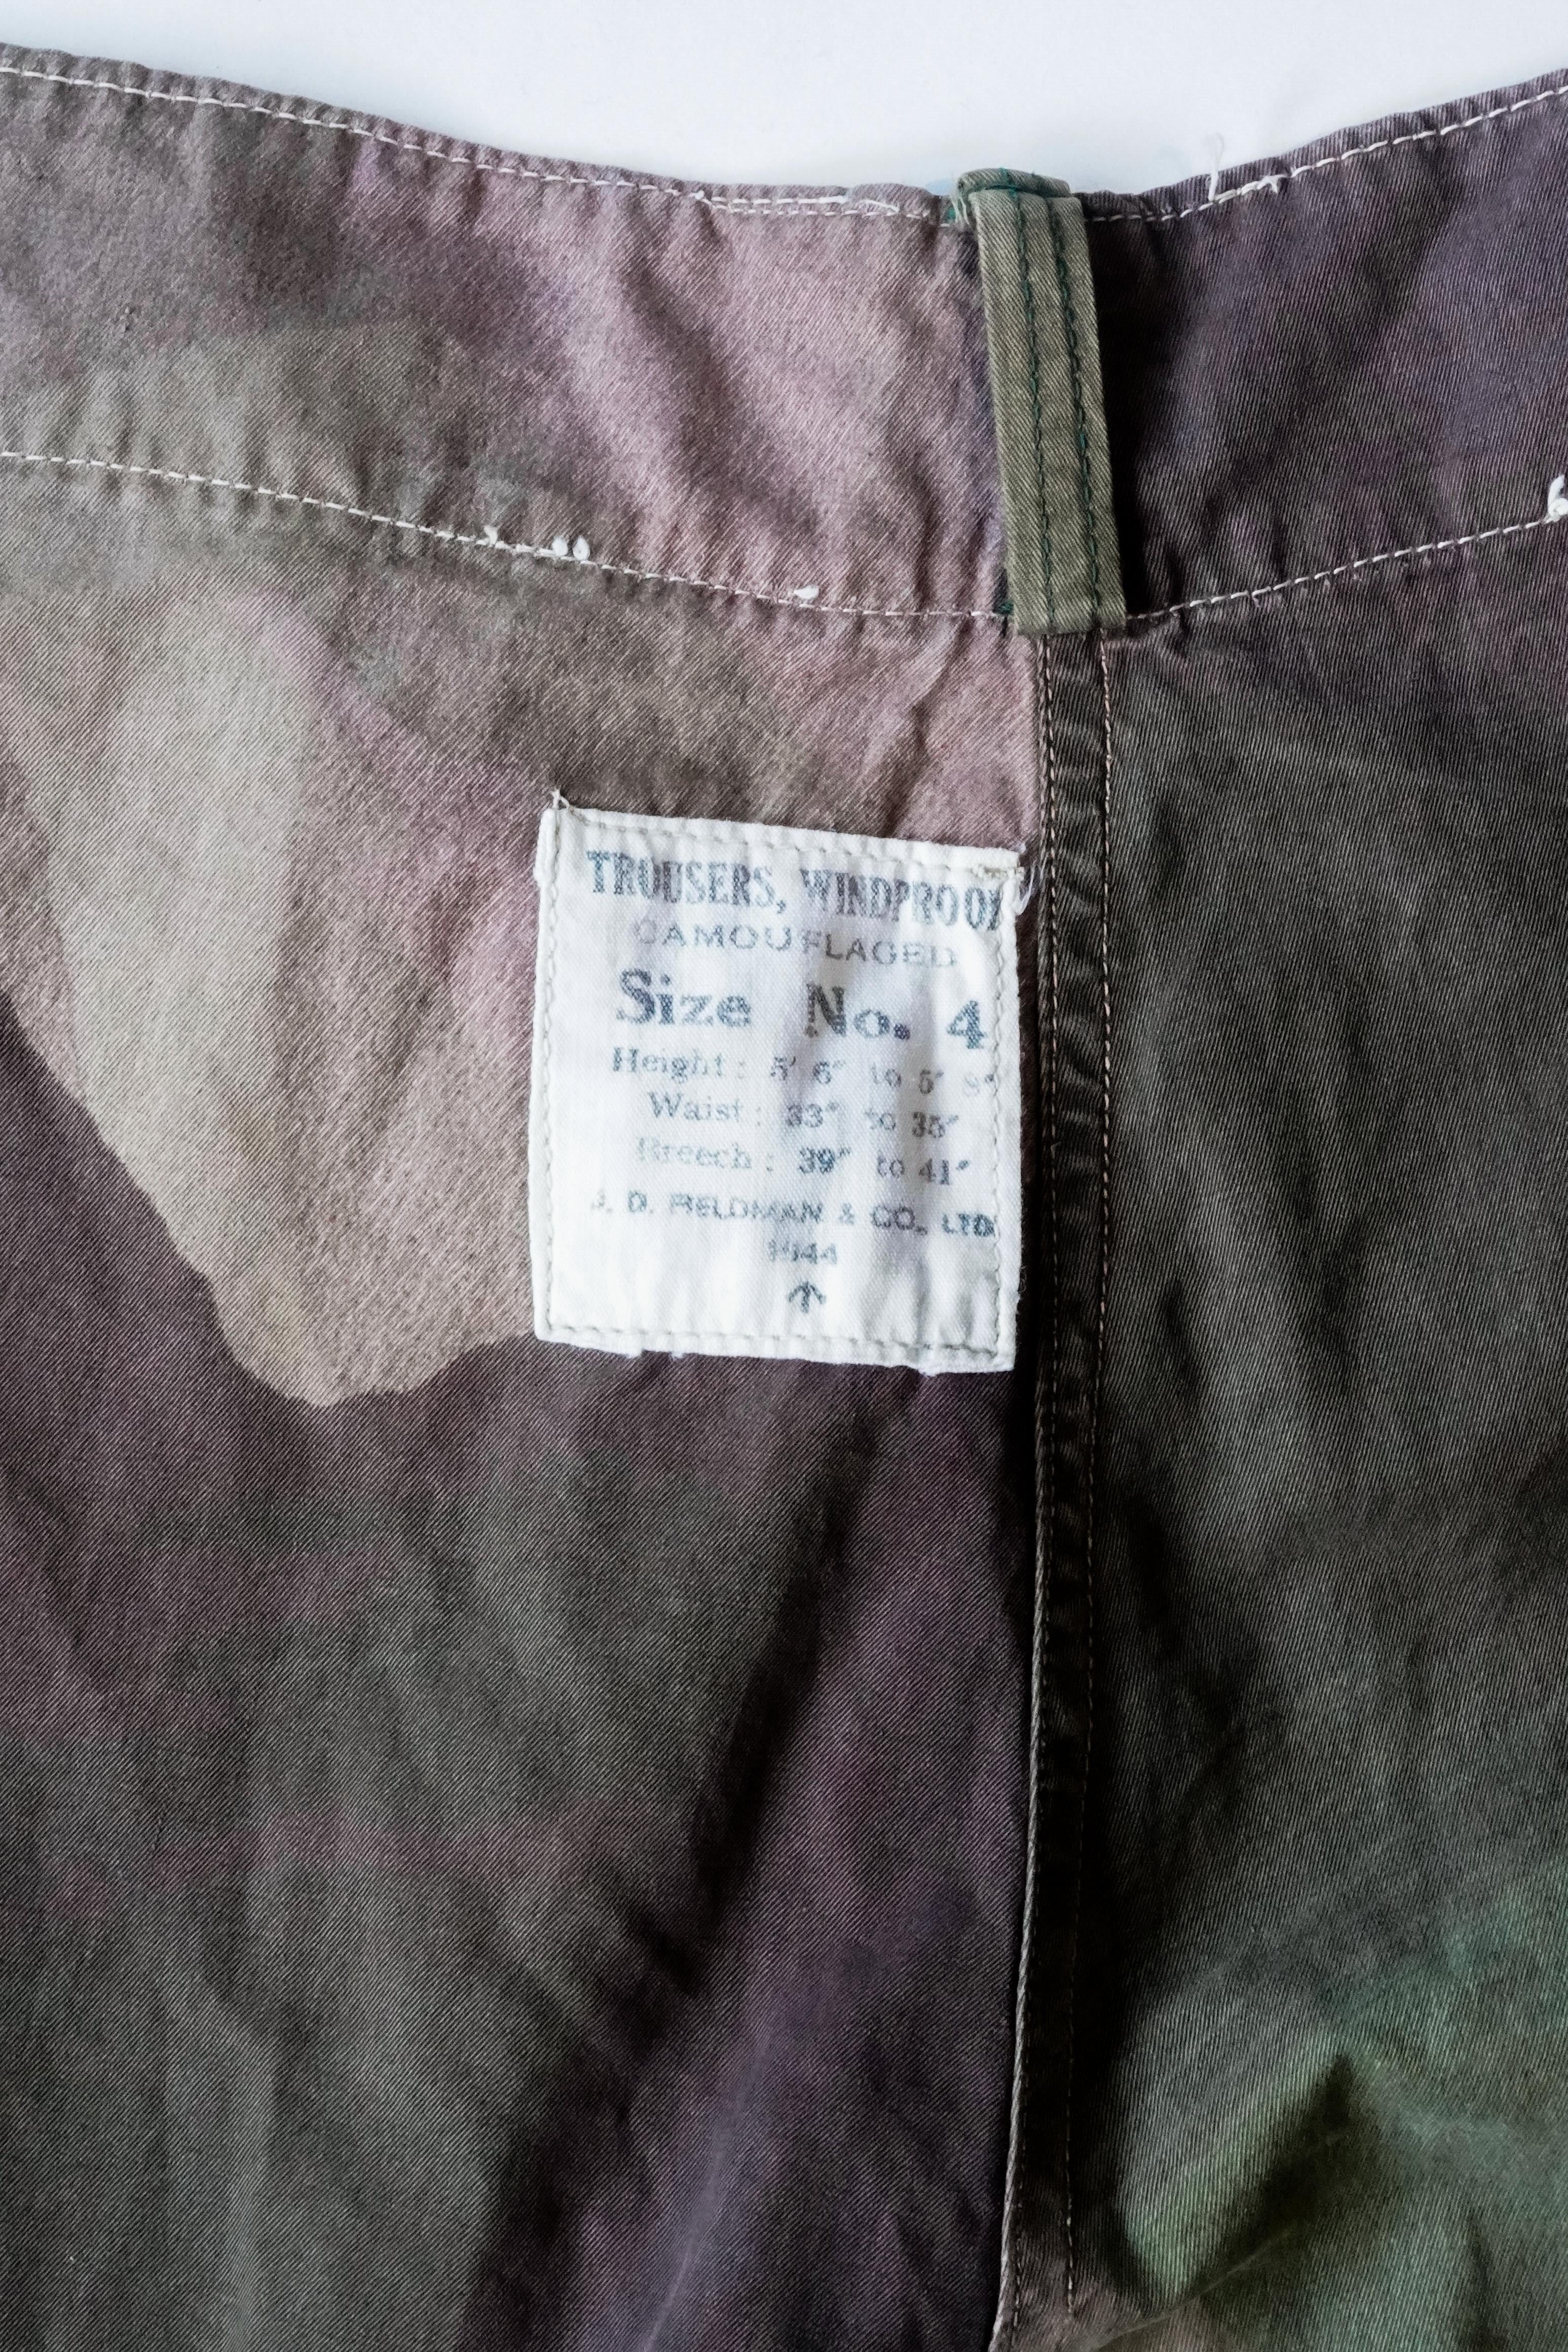 TROUSERS, WINDPROOF
CAMOUFLAGED
Size No. 4
Height: 5' 6" to 5' 8"
Waist: 33" to 35"
Breech: 39" to 41"
J. D. FIELDMAN & CO. LTD
1944